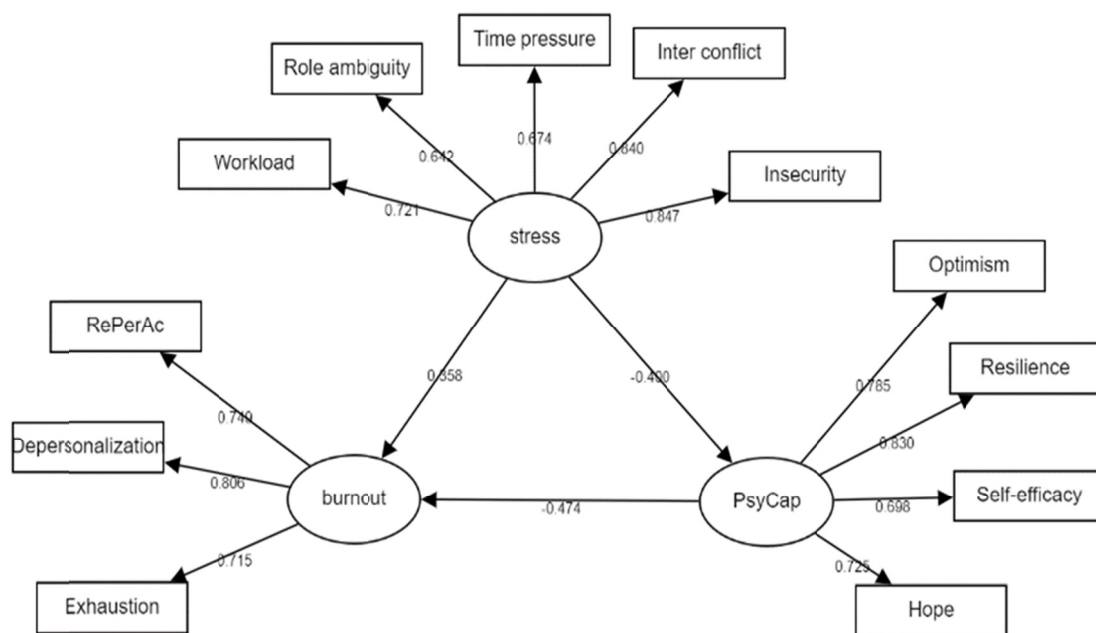 Time pressure
Inter conflict
Role ambiguity
Workload
Insecurity
0.674
0.840
0.642
0.721
0.847
stress
Optimism
RePerAc
Resilience
0.358
-0.400
0.785
0.740
0.830
Depersonalization
0.806
burnout
-0.474
PsyCap
0.698
Self-efficacy
0.715
0.725
Exhaustion
Hope